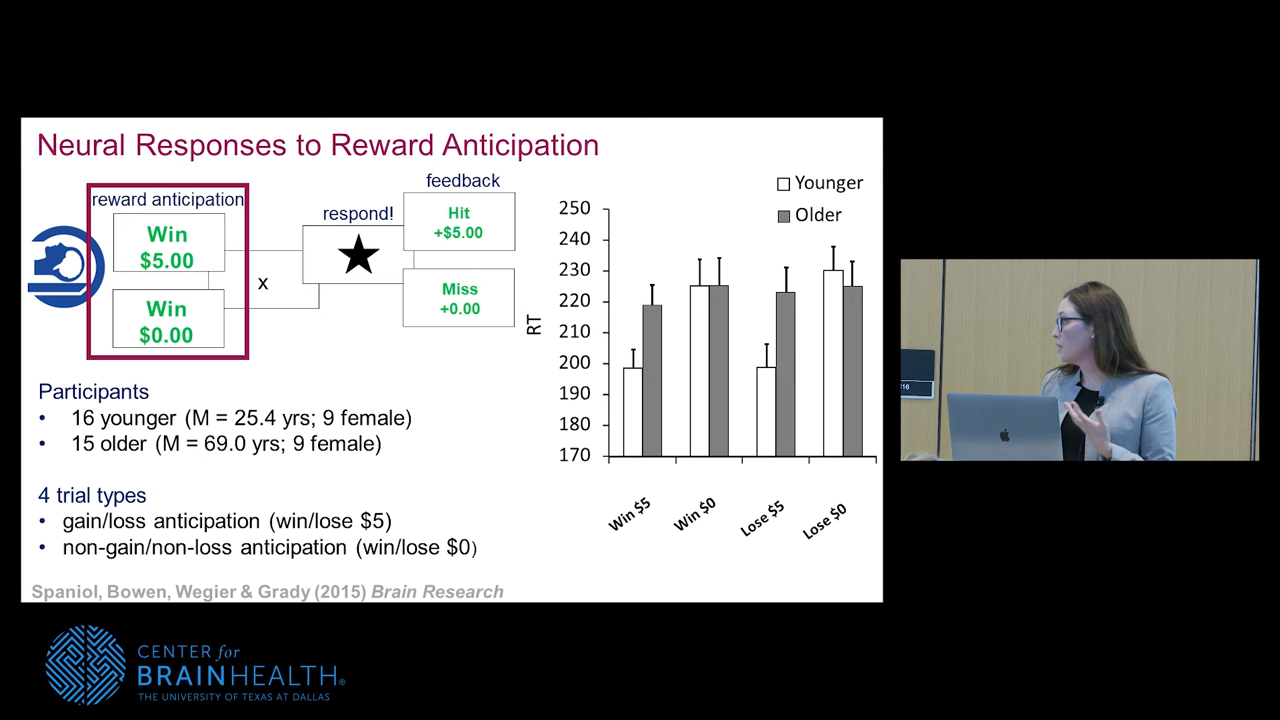 Neural Responses to Reward Anticipation
reward anticipation
Win
$5.00
Win
$0.00
x
respond!
feedback
Hit
+$5.00
Miss
+0.00
Participants
• 16 younger (M = 25.4 yrs; 9 female)
• 15 older (M = 69.0 yrs; 9 female)
4 trial types
• gain/loss anticipation (win/lose $5)
• non-gain/non-loss anticipation (win/lose $0)
Spaniol, Bowen, Wegier & Grady (2015) Brain Research
Younger
Older
RT
250
240
230
220
210
200
190
180
170
Win $5
Win $0
Lose $5
Lose $0
CENTER for
BRAINHEALTH®
THE UNIVERSITY OF TEXAS AT DALLAS